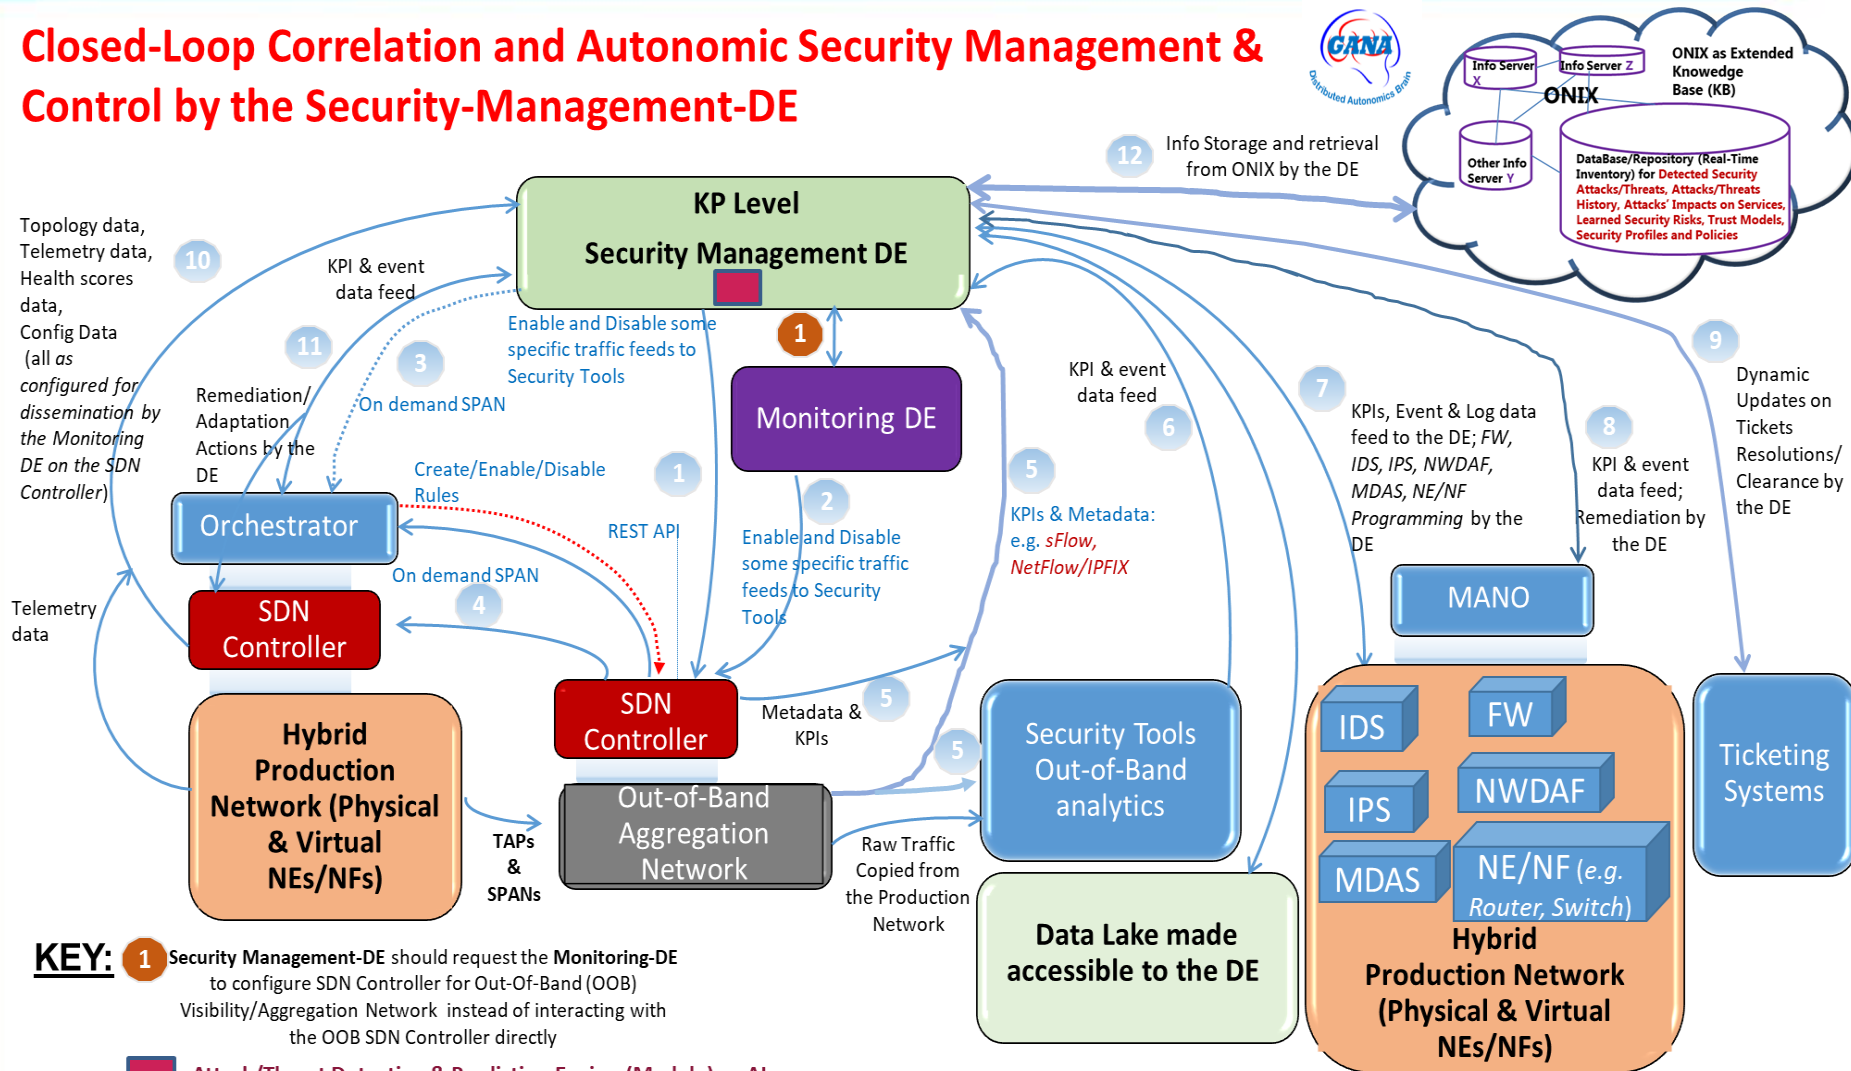 Closed-Loop Correlation and Autonomic Security Management &
Control by the Security-Management-DE
GANA
Distributed Autonomics Brain
Info Server
X
Info Server Z
ONIX
ONIX as Extended
Knowedge
Base (KB)
Other Info
Server Y
DataBase/Repository (Real-Time
Inventory) for Detected Security
Attacks/Threats, Attacks/Threats
History, Attacks' Impacts on Services,
Learned Security Risks, Trust Models,
Security Profiles and Policies
12
Info Storage and retrieval
from ONIX by the DE
KP Level
Security Management DE
Topology data,
Telemetry data,
Health scores
data,
Config Data
(all as
configured for
dissemination by
the Monitoring
DE on the SDN
Controller)
10
KPI & event
data feed
11
3
On demand SPAN
Remediation/
Adaptation
Actions by the
DE
Enable and Disable some
specific traffic feeds to
Security Tools
1
Monitoring DE
Create/Enable/Disable
Rules
1
REST API
2
Enable and Disable
some specific traffic
feeds to Security
Tools
5
KPIs & Metadata:
e.g. sFlow,
NetFlow/IPFIX
KPI & event
data feed
6
7
KPIs, Event & Log data
feed to the DE; FW,
IDS, IPS, NWDAF,
MDAS, NE/NF
Programming by the
DE
8
KPI & event
data feed;
Remediation by
the DE
9
Dynamic
Updates on
Tickets
Resolutions/
Clearance by
the DE
Orchestrator
On demand SPAN
4
SDN
Controller
Telemetry
data
Hybrid
Production
Network (Physical
& Virtual
NEs/NFs)
TAPs
&
SPANs
SDN
Controller
Metadata &
KPIs
5
5
Out-of-Band
Aggregation
Network
Raw Traffic
Copied from
the Production
Network
Security Tools
Out-of-Band
analytics
Data Lake made
accessible to the DE
MANO
IDS
FW
IPS
NWDAF
MDAS
NE/NF (e.g.
Router, Switch)
Hybrid
Production Network
(Physical & Virtual
NEs/NFs)
Ticketing
Systems
KEY:
1
Security Management-DE should request the Monitoring-DE
to configure SDN Controller for Out-Of-Band (OOB)
Visibility/Aggregation Network instead of interacting with
the OOB SDN Controller directly
Attack/Threat Detection & Prediction Engine (Module)